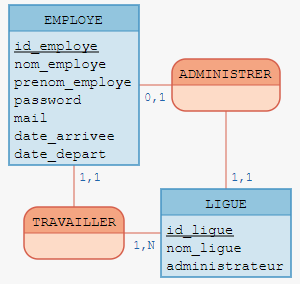 EMPLOYE
id_employe
nom_employe
prenom_employe
password
mail
date_arrivee
date_depart
ADMINISTRER
0,1
1,1
1,1
TRAVAILLER
1,N
LIGUE
id_ligue
nom_ligue
administrateur